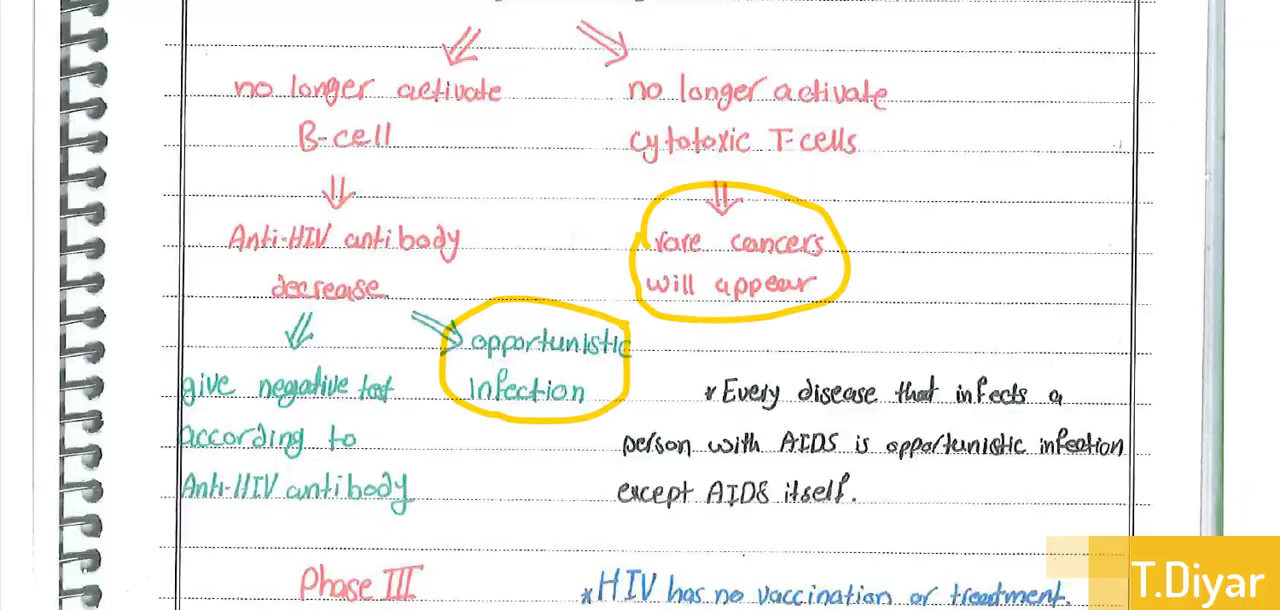 no longer activate
B-cell
Anti-HIV antibody
decrease
give negative test
according to
Anti-HIV antibody
opportunistic
infection
no longer activate
cytotoxic T-cells
rare cancers
will appear
* Every disease that infects a
person with AIDS is opportunistic infection
except AIDS itself.
Phase III
* HIV has no vaccination or treatment.
T.Diyar